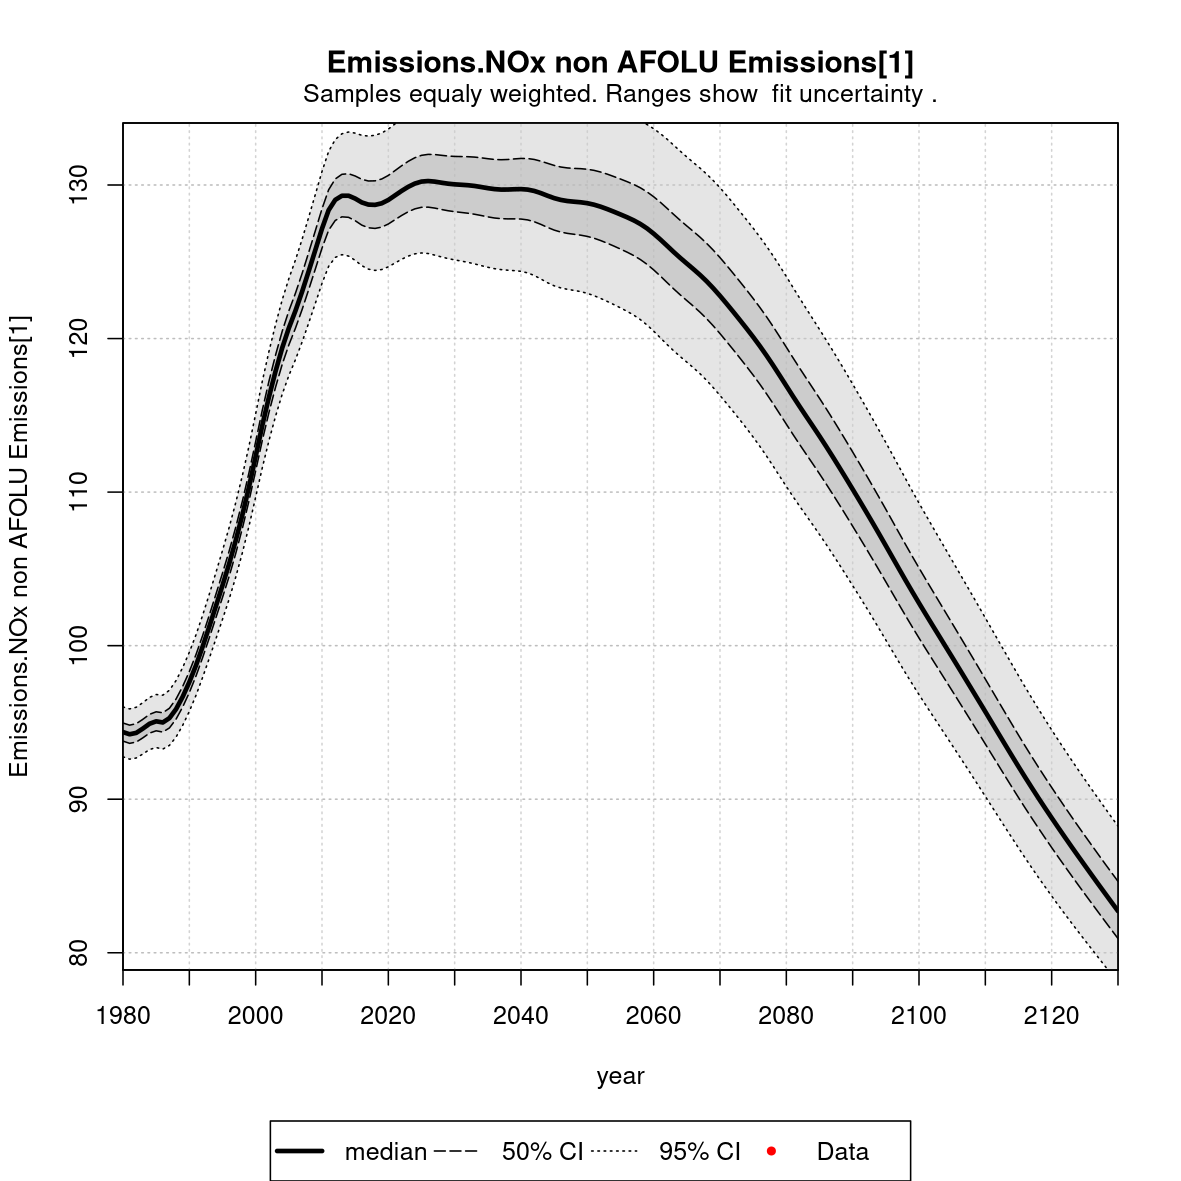 Emissions.NOx non AFOLU Emissions[1]
Samples equaly weighted. Ranges show  fit uncertainty .
Emissions.NOx non AFOLU Emissions[1]
130
120
110
100
90
80
1980 2000 2020 2040 2060 2080 2100 2120
year
median 50% CI 95% CI Data